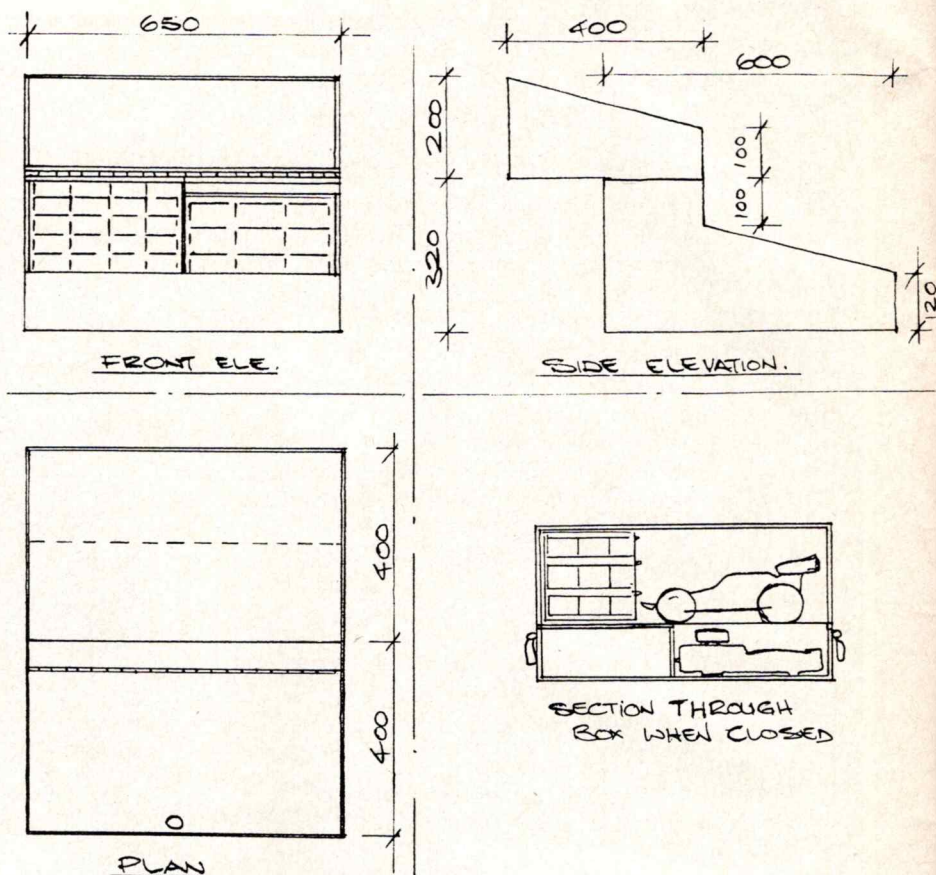 650
400
600
200
320
100
100
120
FRONT ELE.
SIDE ELEVATION.
400
400
PLAN
SECTION THROUGH
BOX WHEN CLOSED